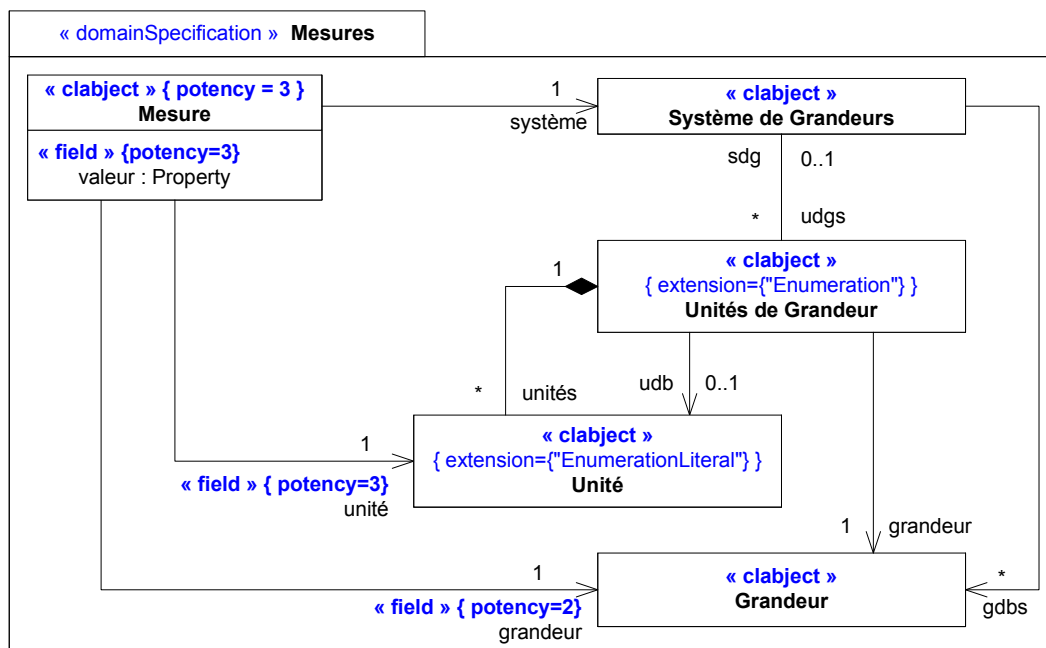 « domainSpecification » Mesures
« clabject » { potency = 3 }
Mesure
« field » {potency=3}
valeur : Property
1
système
« clabject »
Système de Grandeurs
sdg
0..1
*
udgs
« clabject »
{ extension={"Enumeration"} }
Unités de Grandeur
1
*
unités
udb
0..1
« clabject »
{ extension={"EnumerationLiteral"} }
Unité
1
« field » { potency=3}
unité
1
grandeur
« clabject »
Grandeur
1
« field » { potency=2}
grandeur
*
gdbs